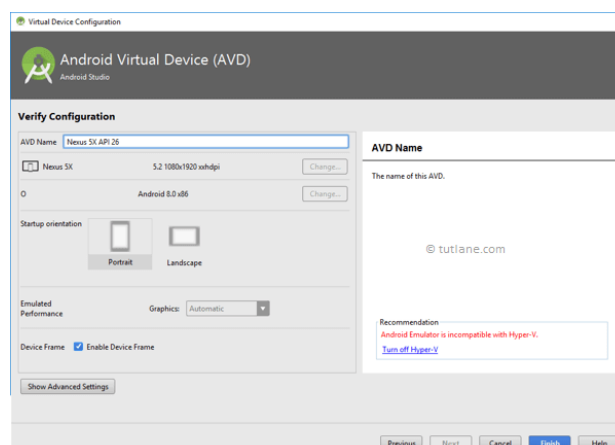 Virtual Device Configuration
Android Virtual Device (AVD)
Android Studio
Verify Configuration
AVD Name Nexus 5X API 26
Nexus 5X 5.2 1080x1920 xxhdpi Change...
O Android 8.0 x86 Change...
Startup orientation
Portrait Landscape
Emulated
Performance
Graphics: Automatic
Device Frame Enable Device Frame
Show Advanced Settings
AVD Name
The name of this AVD.
© tutlane.com
Recommendation
Android Emulator is incompatible with Hyper-V.
Turn off Hyper-V
Previous Next Cancel Finish Help